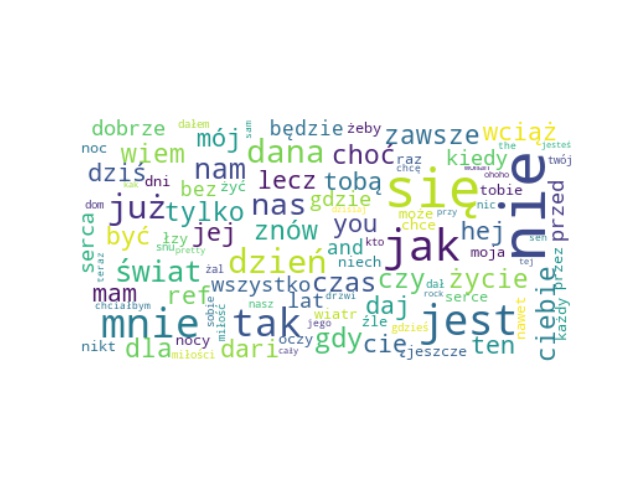 dobrze dałem mój sam będzie żeby zawsze wciąż
noc wiem dana choć raz kiedy the jesteś
dziś dni nam lecz tobą chcę woman ohoho twój
dom kak bez żyć nas gdzie się tobie nic nie przed
już tylko dzisiaj you może chce przy
serca być łzy jej znów and kto jak hej moja sen tej
snu pretty dzień
teraz świat żal wszystko czas czy dał życie ciebie każdy przez
mam chciałbym ref sobie nasz lat drzwi daj rock serce
mnie miłość tak jego wiatr źle gdzieś jest nawet
nikt dla nocy miłości dari oczy cały gdy cię jeszcze ten
niech